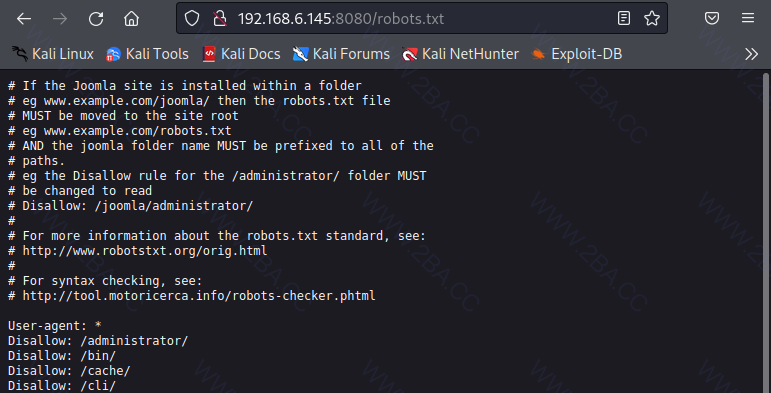 192.168.6.145:8080/robots.txt
Kali Linux Kali Tools Kali Docs Kali Forums Kali NetHunter Exploit-DB
# If the Joomla site is installed within a folder
# eg www.example.com/joomla/ then the robots.txt file
# MUST be moved to the site root
# eg www.example.com/robots.txt
# AND the joomla folder name MUST be prefixed to all of the
# paths.
# eg the Disallow rule for the /administrator/ folder MUST
# be changed to read
# Disallow: /joomla/administrator/
#
# For more information about the robots.txt standard, see:
# http://www.robotstxt.org/orig.html
#
# For syntax checking, see:
# http://tool.motoricerca.info/robots-checker.phtml
User-agent: *
Disallow: /administrator/
Disallow: /bin/
Disallow: /cache/
Disallow: /cli/
WWW.2BA.CC